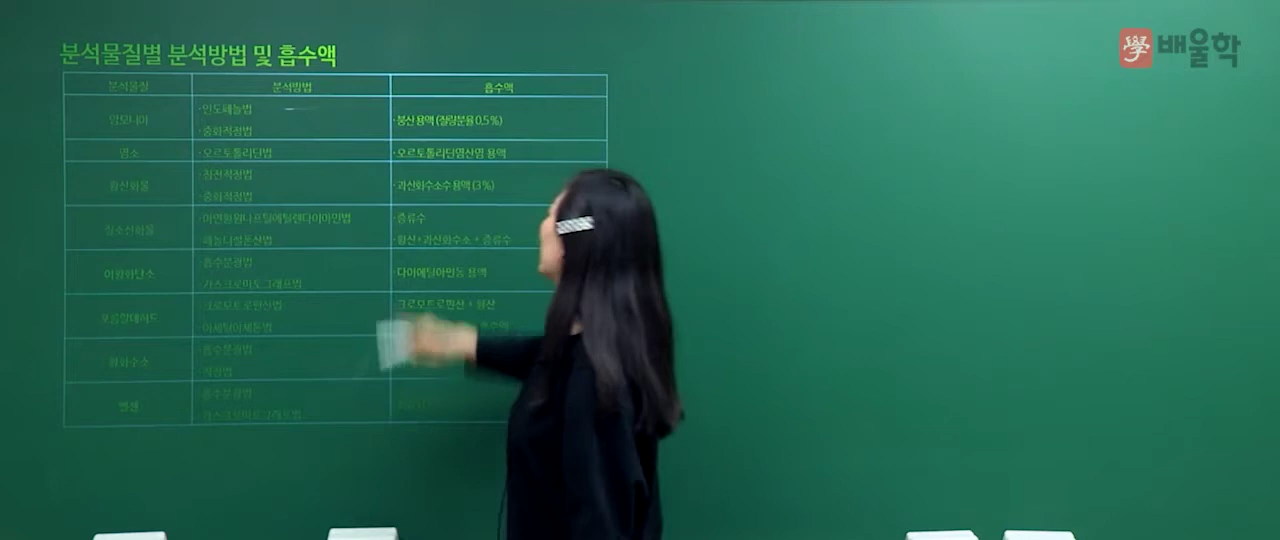 분석물질별 분석방법 및 흡수액
學 배울학
분석물질 분석방법 흡수액
암모니아 ·인도페놀법 ·붕산 용액 (질량분율 0.5%)
·중화적정법
염소 ·오르토톨리딘법 ·오르토톨리딘염산염 용액
황산화물 ·침전적정법 ·과산화수소수 용액 (3%)
·중화적정법
질소산화물 ·아연환원나프틸에틸렌다이아민법 ·증류수
·페놀디설폰산법 ·황산+과산화수소 + 증류수
이황화탄소 ·흡수분광법 ·다이에틸아민동 용액
·가스크로마토그래프법
폼알데하이드 ·크로모트로핀산법 ·크로모트로핀산 + 황산
·아세틸아세톤법 흡수액
황화수소 ·흡수분광법
·적정법
벤젠 ·흡수분광법
·가스크로마토그래프법